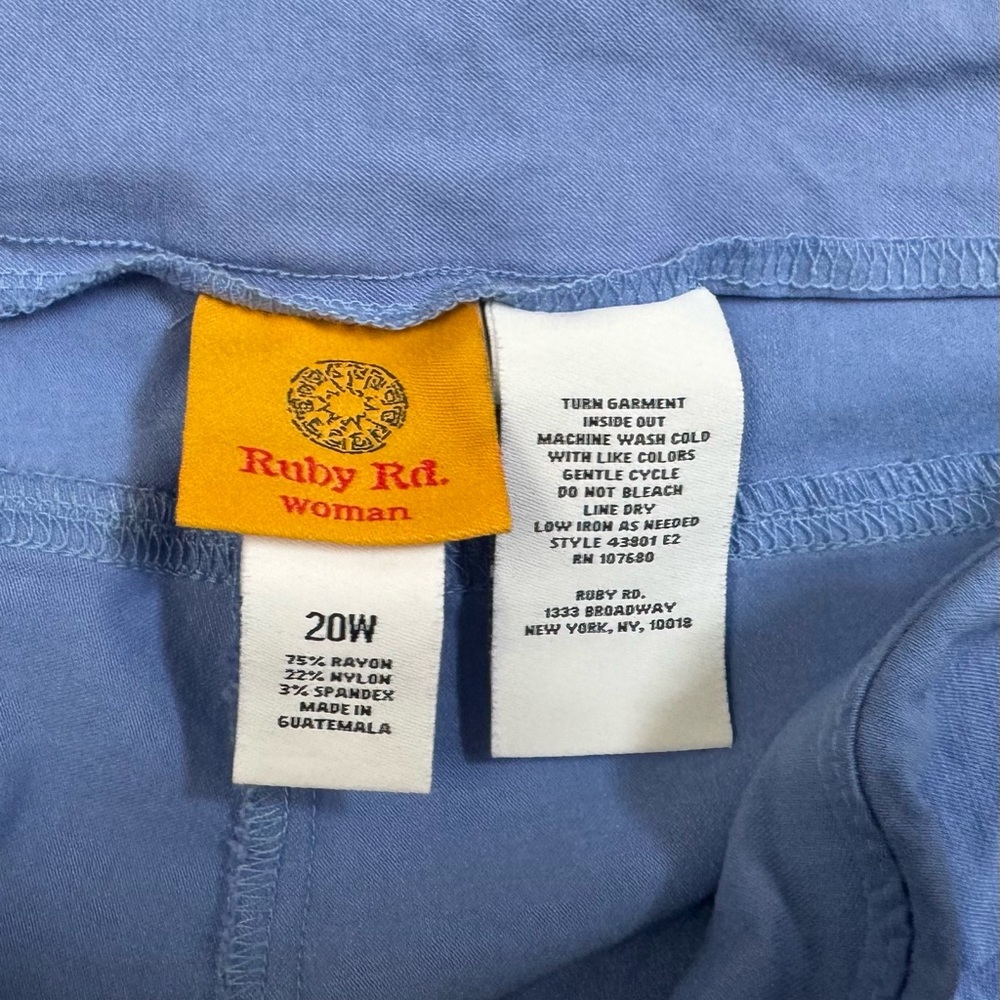 Ruby Rd.
woman
20W
75% RAYON
22% NYLON
3% SPANDEX
MADE IN
GUATEMALA
TURN GARMENT
INSIDE OUT
MACHINE WASH COLD
WITH LIKE COLORS
GENTLE CYCLE
DO NOT BLEACH
LINE DRY
LOW IRON AS NEEDED
STYLE 43801 E2
RN 107680
RUBY RD.
1333 BROADWAY
NEW YORK, NY, 10018